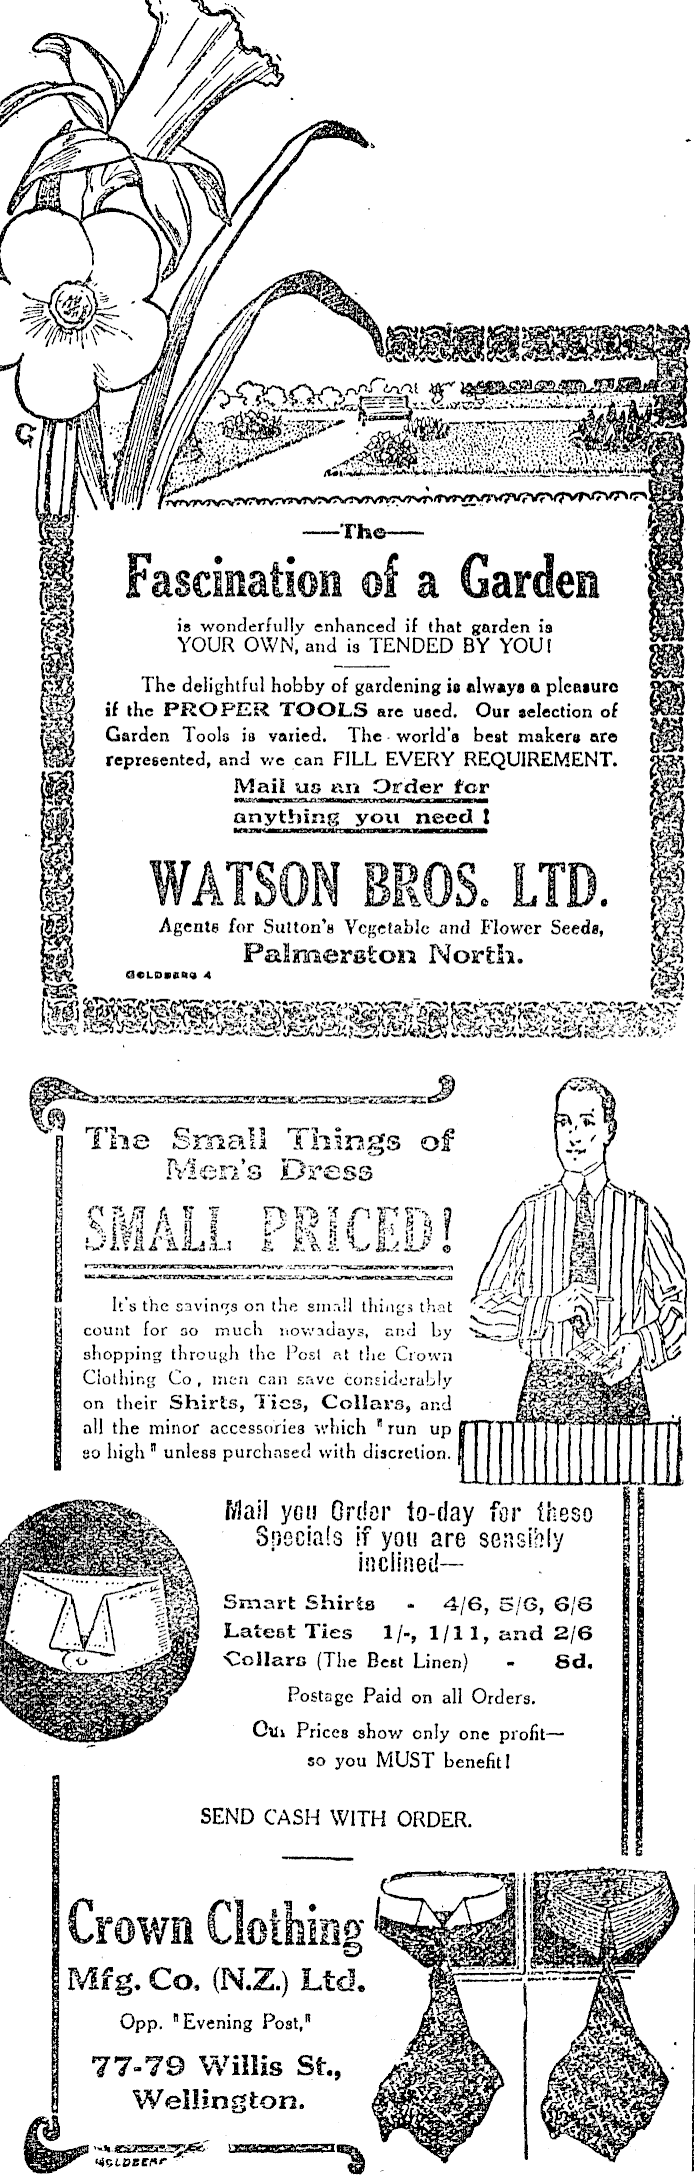 G
—The—
Fascination of a Garden
is wonderfully enhanced if that garden is
YOUR OWN, and is TENDED BY YOU!
The delightful hobby of gardening is always a pleasure
if the PROPER TOOLS are used. Our selection of
Garden Tools is varied. The world's best makers are
represented, and we can FILL EVERY REQUIREMENT.
Mail us an Order for
anything you need!
WATSON BROS. LTD.
Agents for Sutton's Vegetable and Flower Seeds,
Palmerston North.
GOLDBERG 4
The Small Things of
Men's Dress
SMALL PRICED!
It's the savings on the small things that
count for so much nowadays, and by
shopping through the Post at the Crown
Clothing Co, men can save considerably
on their Shirts, Ties, Collars, and
all the minor accessories which "run up
so high" unless purchased with discretion.
Mail you Order to-day for these
Specials if you are sensibly
inclined—
Smart Shirts - 4/6, 5/6, 6/6
Latest Ties 1/-, 1/11, and 2/6
Collars (The Best Linen) - 8d.
Postage Paid on all Orders.
Our Prices show only one profit—
so you MUST benefit!
SEND CASH WITH ORDER.
Crown Clothing
Mfg. Co. (N.Z.) Ltd.
Opp. "Evening Post,"
77-79 Willis St.,
Wellington.
GOLDBERG